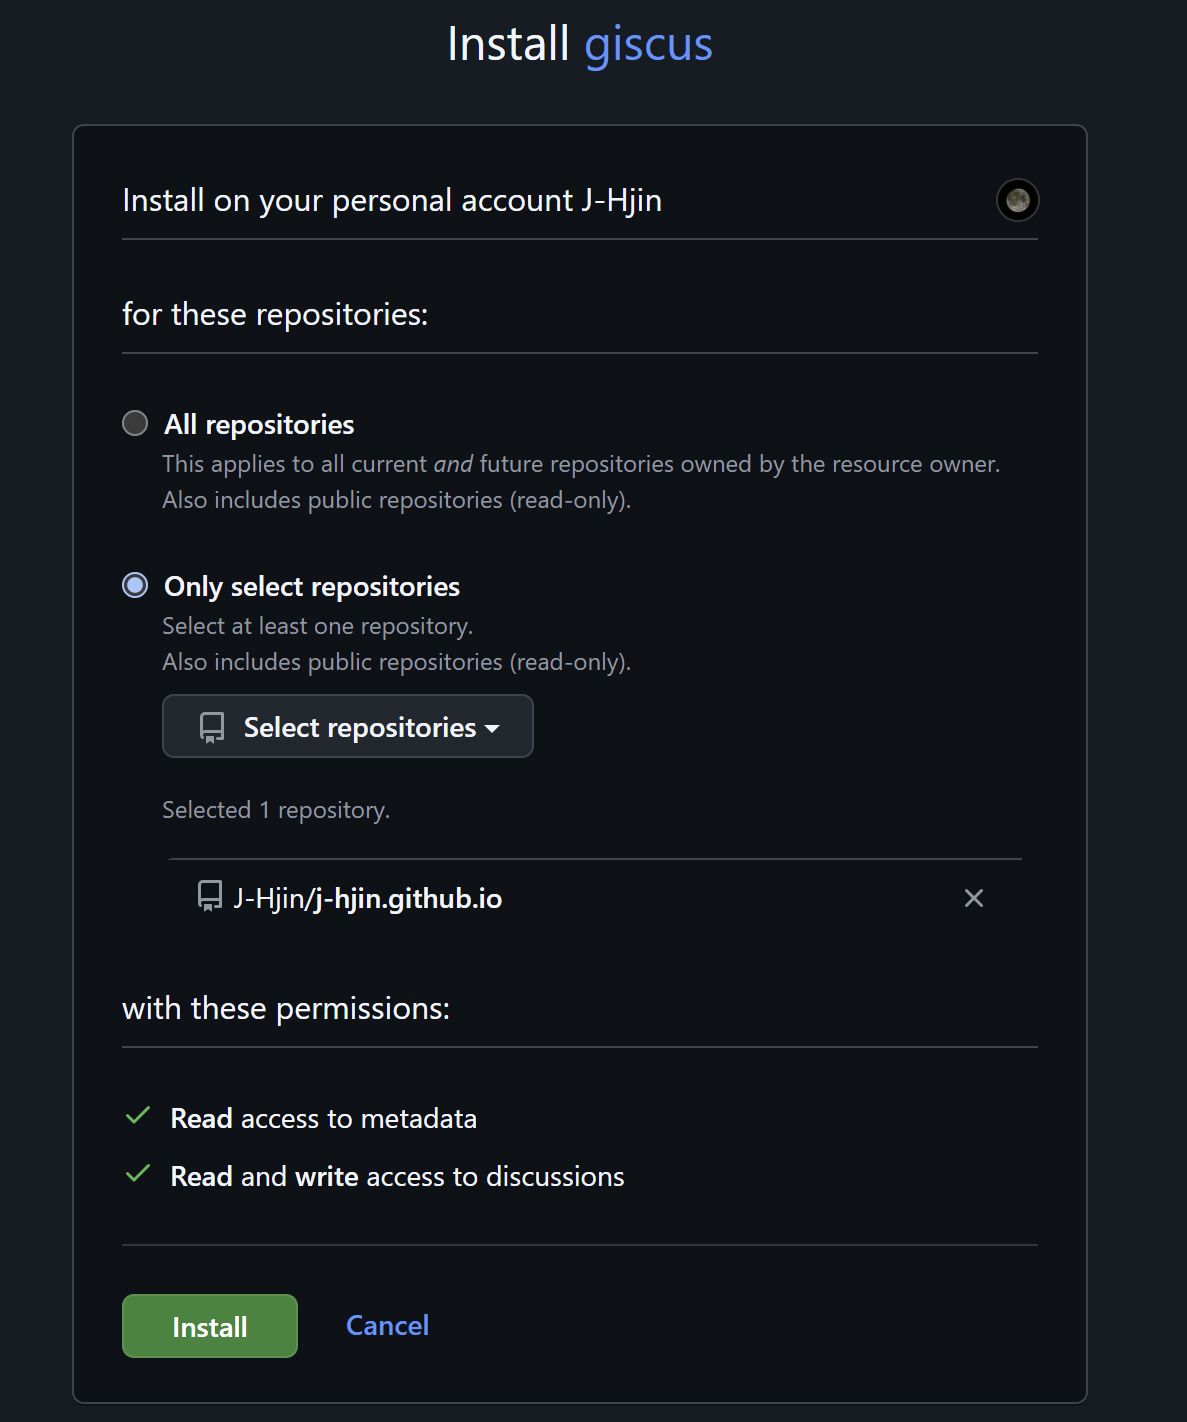 Install giscus
Install on your personal account J-Hjin
for these repositories:
All repositories
This applies to all current and future repositories owned by the resource owner.
Also includes public repositories (read-only).
Only select repositories
Select at least one repository.
Also includes public repositories (read-only).
Select repositories
Selected 1 repository.
J-Hjin/j-hjin.github.io
with these permissions:
Read access to metadata
Read and write access to discussions
Install Cancel